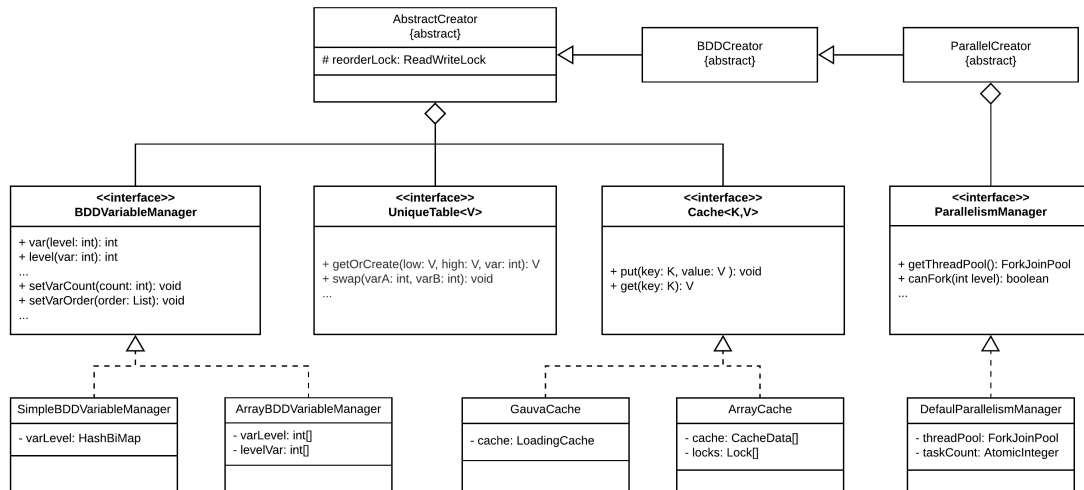 AbstractCreator
{abstract}
# reorderLock: ReadWriteLock
BDDCreator
{abstract}
ParallelCreator
{abstract}
<<interface>>
BDDVariableManager
+ var(level: int): int
+ level(var: int): int
...
+ setVarCount(count: int): void
+ setVarOrder(order: List): void
...
<<interface>>
UniqueTable<V>
+ getOrCreate(low: V, high: V, var: int): V
+ swap(varA: int, varB: int): void
...
<<interface>>
Cache<K,V>
+ put(key: K, value: V ): void
+ get(key: K): V
<<interface>>
ParallelismManager
+ getThreadPool(): ForkJoinPool
+ canFork(int level): boolean
...
SimpleBDDVariableManager
- varLevel: HashBiMap
ArrayBDDVariableManager
- varLevel: int[]
- levelVar: int[]
GauvaCache
- cache: LoadingCache
ArrayCache
- cache: CacheData[]
- locks: Lock[]
DefaulParallelismManager
- threadPool: ForkJoinPool
- taskCount: AtomicInteger